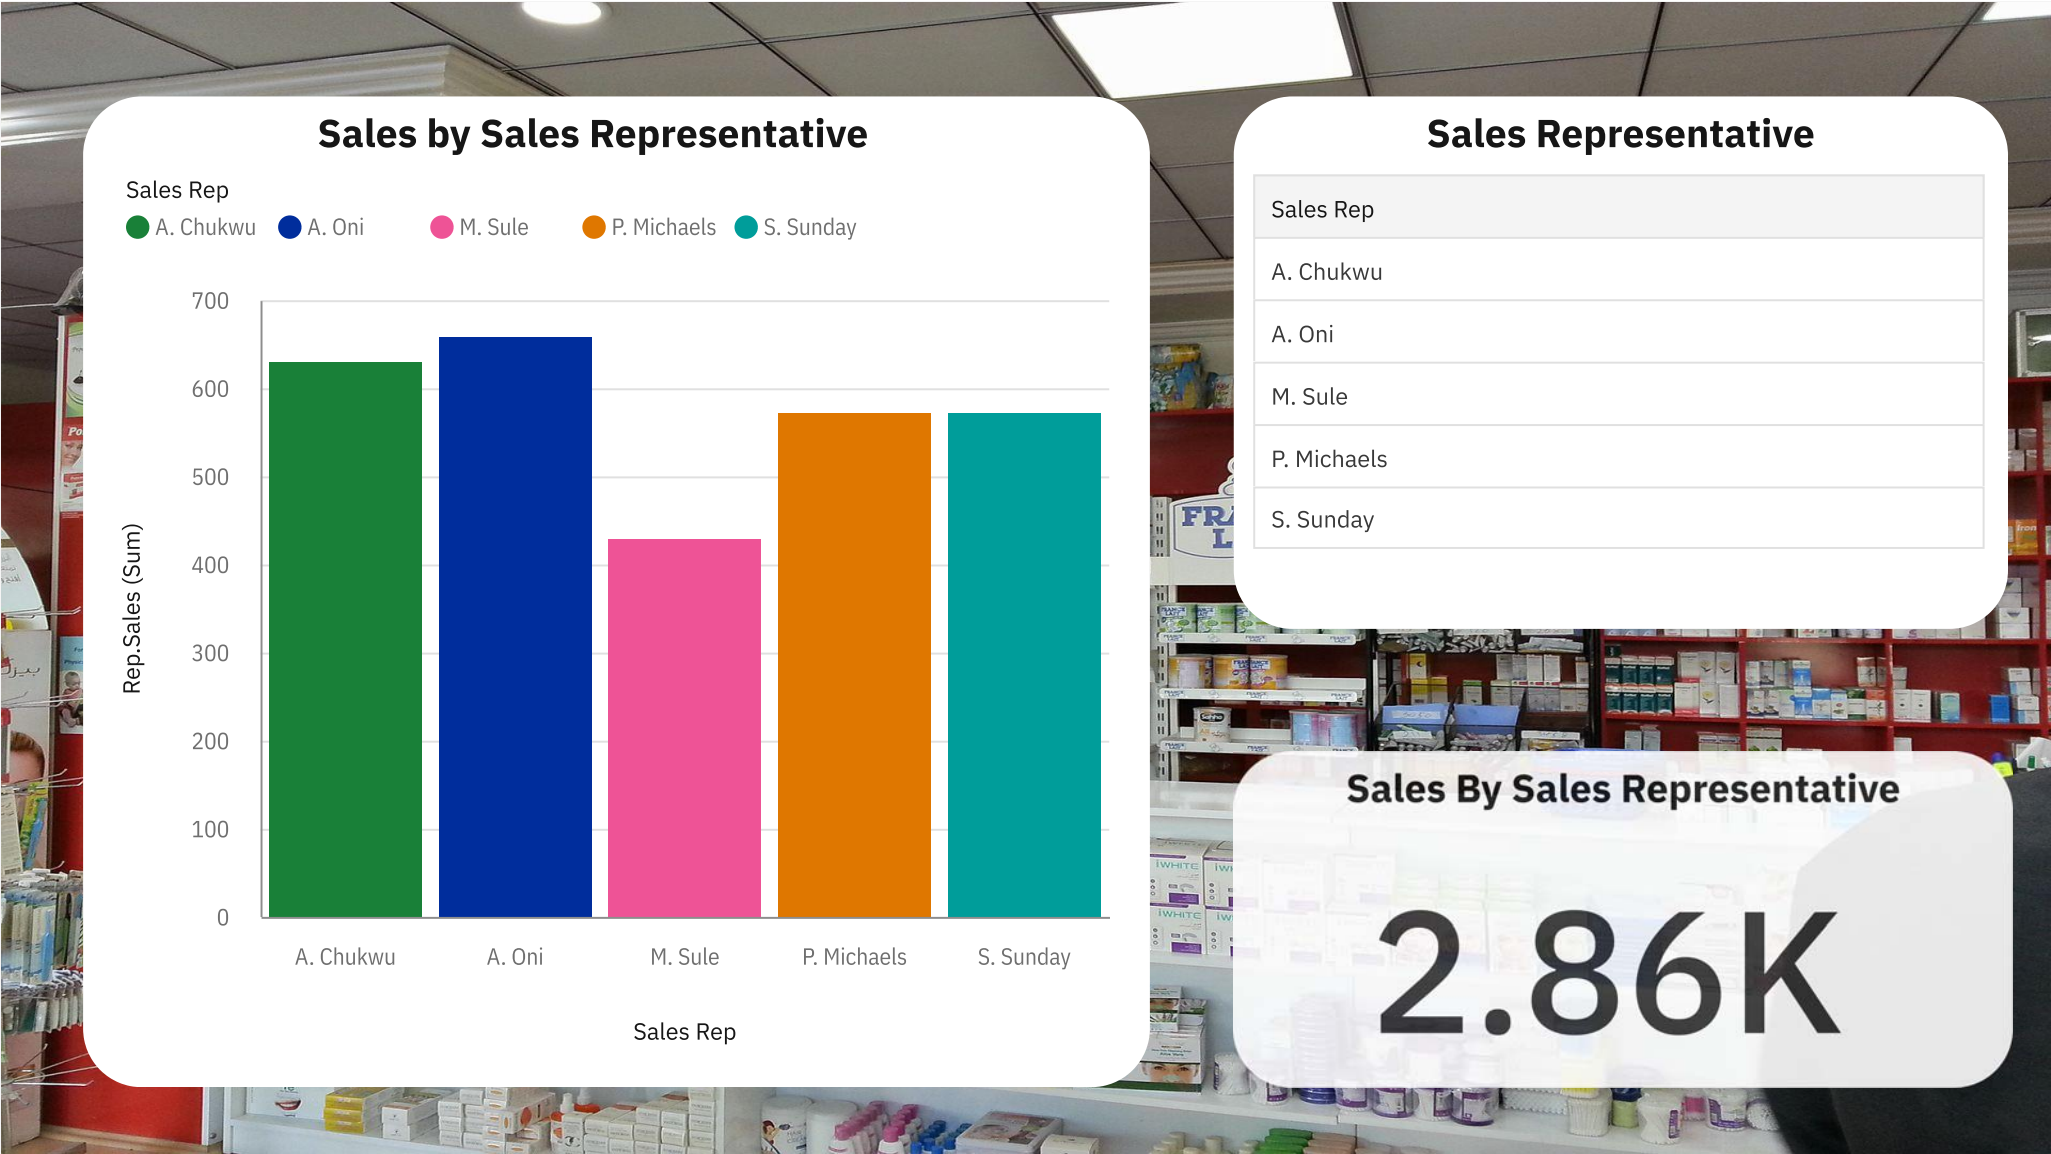 Sales by Sales Representative
Sales Rep
A. Chukwu A. Oni M. Sule P. Michaels S. Sunday
700
600
500
400
300
200
100
0
Rep.Sales (Sum)
A. Chukwu A. Oni M. Sule P. Michaels S. Sunday
Sales Rep
Sales Representative
Sales Rep
A. Chukwu
A. Oni
M. Sule
P. Michaels
S. Sunday
Sales By Sales Representative
2.86K
iWHITE
iWHITE